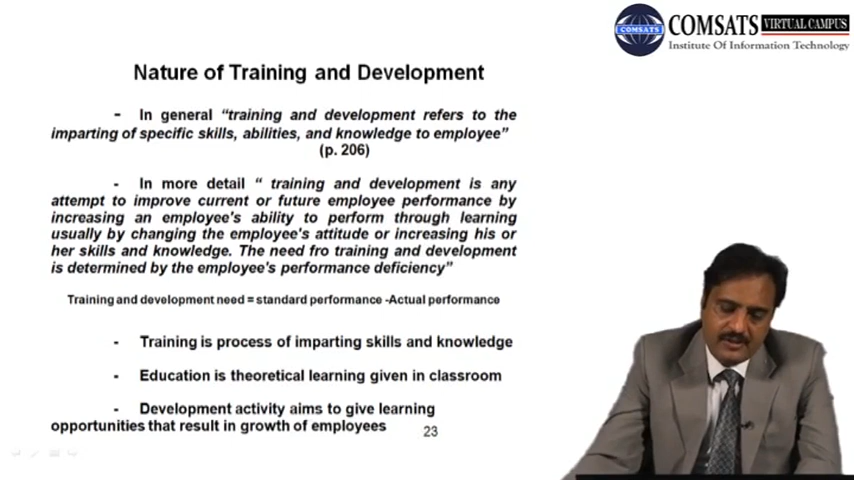 COMSATS
COMSATS VIRTUAL CAMPUS
Institute Of Information Technology
Nature of Training and Development
- In general “training and development refers to the
imparting of specific skills, abilities, and knowledge to employee”
(p. 206)
- In more detail “ training and development is any
attempt to improve current or future employee performance by
increasing an employee's ability to perform through learning
usually by changing the employee's attitude or increasing his or
her skills and knowledge. The need fro training and development
is determined by the employee's performance deficiency”
Training and development need = standard performance -Actual performance
- Training is process of imparting skills and knowledge
- Education is theoretical learning given in classroom
- Development activity aims to give learning
opportunities that result in growth of employees
23